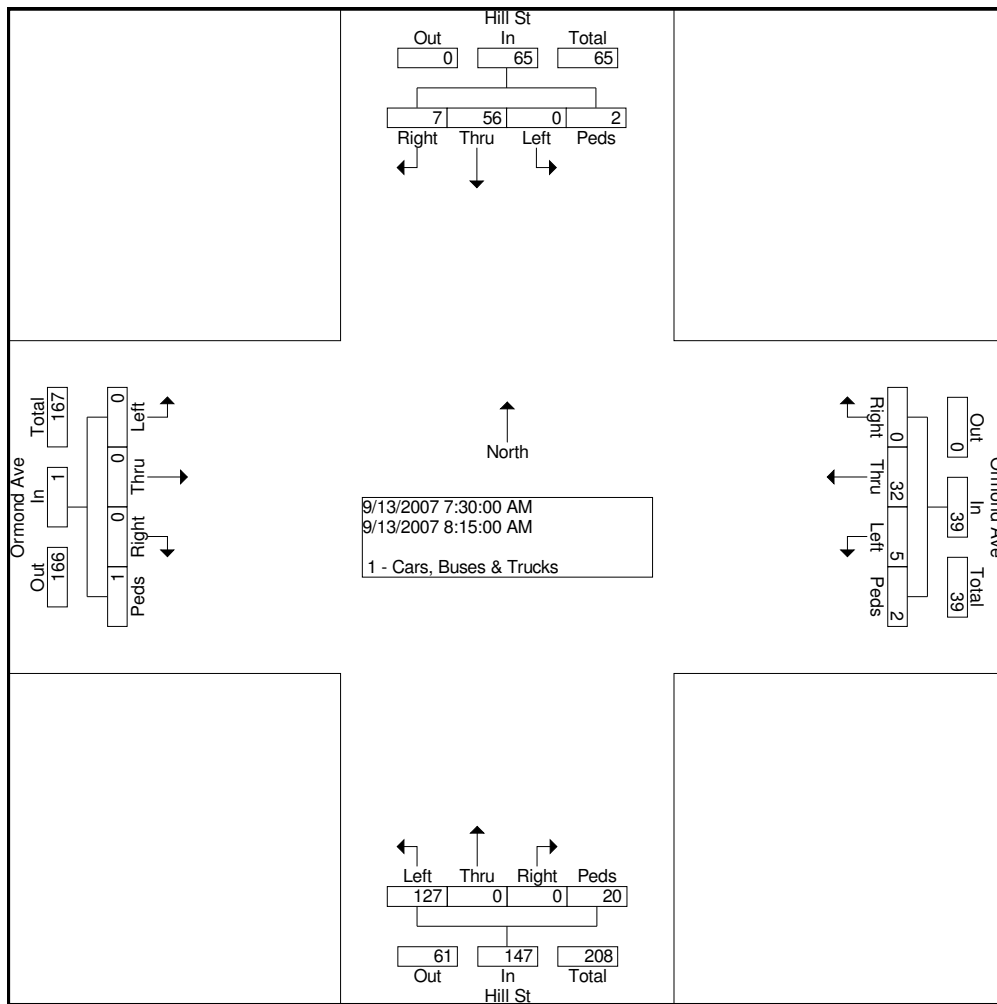 Hill St
Out In Total
0 65 65
7 56 0 2
Right Thru Left Peds
Ormond Ave
Total In Out
167 1 166
0 0 0 1
Left Thru Right Peds
North
9/13/2007 7:30:00 AM
9/13/2007 8:15:00 AM
1 - Cars, Buses & Trucks
Right Thru Left Peds
0 32 5 2
Out In Total
0 39 39
Ormond Ave
Left Thru Right Peds
127 0 0 20
61 147 208
Out In Total
Hill St